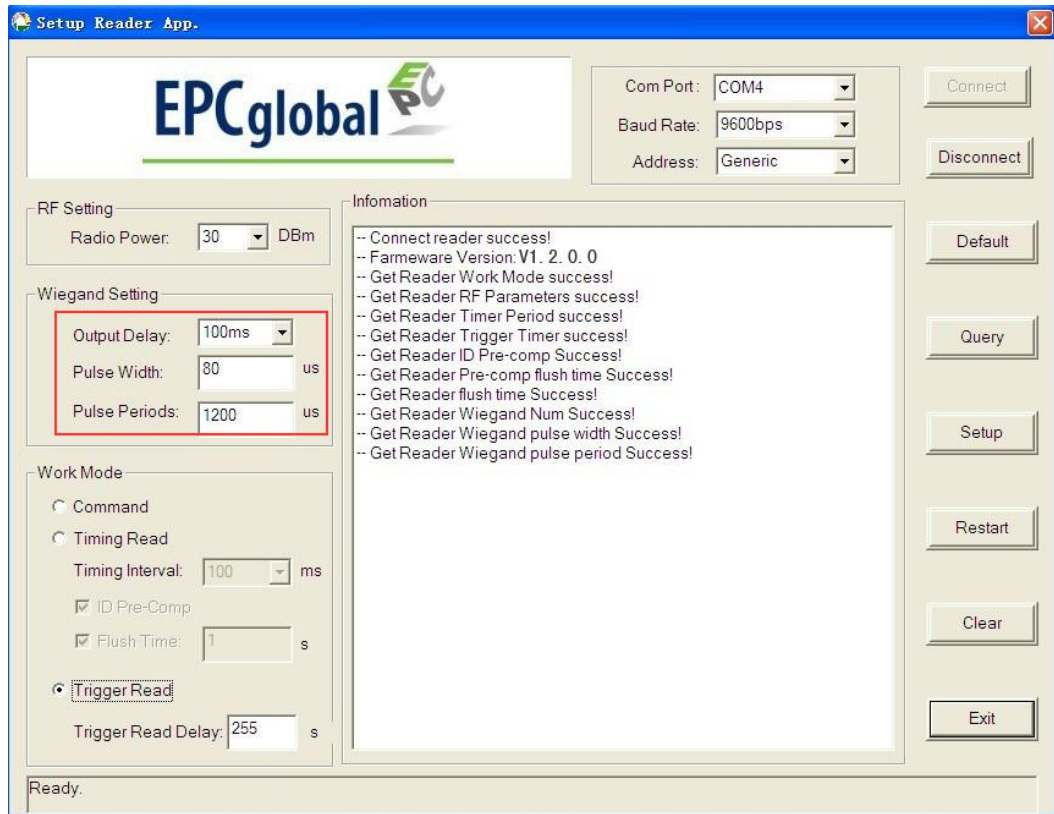 Setup Reader App.
EPCglobal
EPC
Com Port: COM4
Baud Rate: 9600bps
Address: Generic
Connect
Disconnect
RF Setting
Radio Power: 30 DBm
Wiegand Setting
Output Delay: 100ms
Pulse Width: 80 us
Pulse Periods: 1200 us
Work Mode
Command
Timing Read
Timing Interval: 100 ms
ID Pre-Comp
Flush Time: 1 s
Trigger Read
Trigger Read Delay: 255 s
Infomation
-- Connect reader success!
-- Farmeware Version: V1. 2. 0. 0
-- Get Reader Work Mode success!
-- Get Reader RF Parameters success!
-- Get Reader Timer Period success!
-- Get Reader Trigger Timer success!
-- Get Reader ID Pre-comp Success!
-- Get Reader Pre-comp flush time Success!
-- Get Reader flush time Success!
-- Get Reader Wiegand Num Success!
-- Get Reader Wiegand pulse width Success!
-- Get Reader Wiegand pulse period Success!
Default
Query
Setup
Restart
Clear
Exit
Ready.